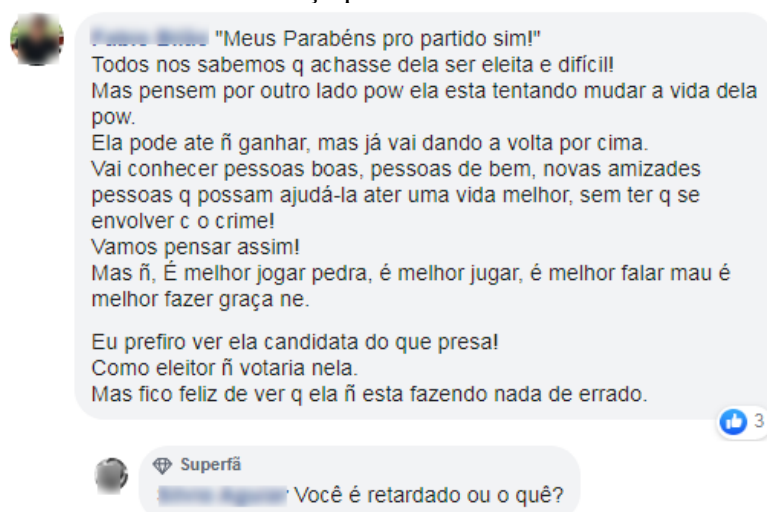 "Meus Parabéns pro partido sim!"
Todos nos sabemos q achasse dela ser eleita e difícil!
Mas pensem por outro lado pow ela esta tentando mudar a vida dela
pow.
Ela pode ate ñ ganhar, mas já vai dando a volta por cima.
Vai conhecer pessoas boas, pessoas de bem, novas amizades
pessoas q possam ajudá-la ater uma vida melhor, sem ter q se
envolver c o crime!
Vamos pensar assim!
Mas ñ, É melhor jogar pedra, é melhor jugar, é melhor falar mau é
melhor fazer graça ne.
Eu prefiro ver ela candidata do que presa!
Como eleitor ñ votaria nela.
Mas fico feliz de ver q ela ñ esta fazendo nada de errado.
3
Superfã
Você é retardado ou o quê?